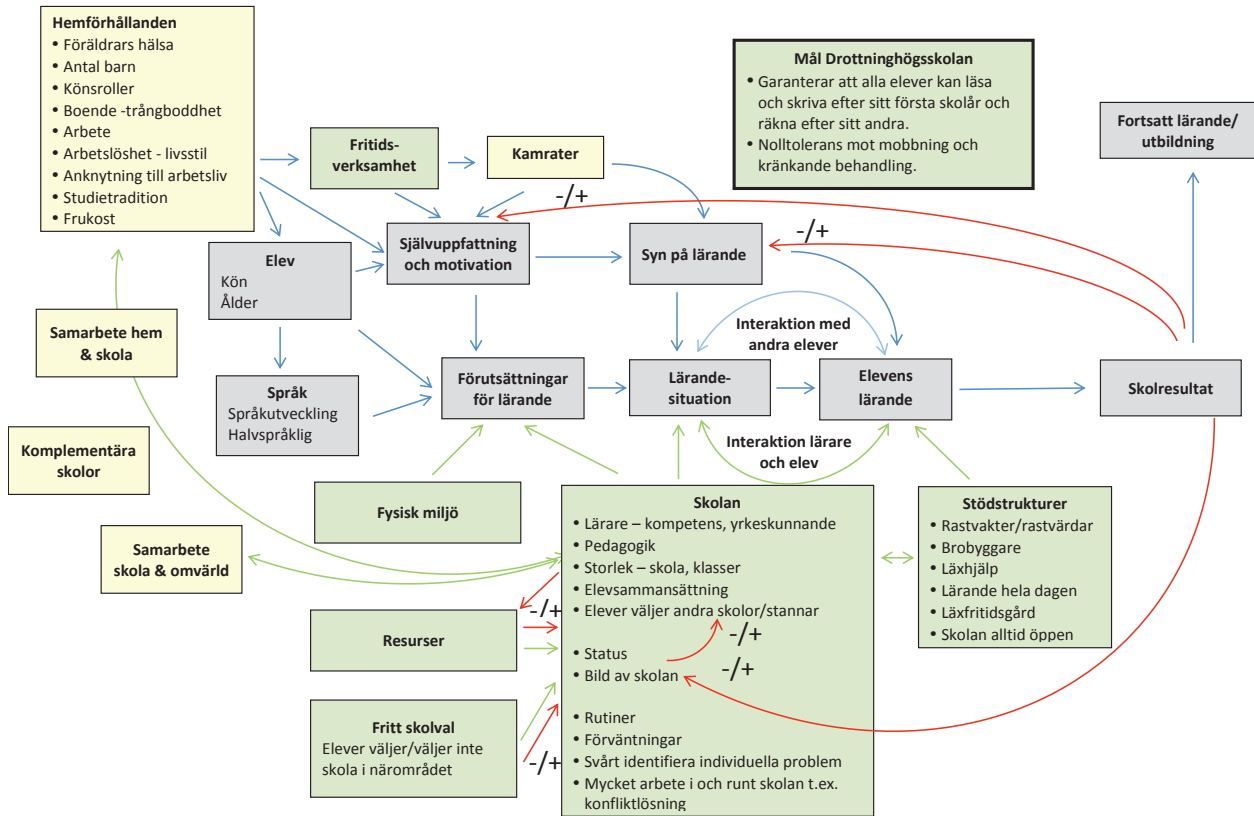 Hemförhållanden
• Föräldrars hälsa
• Antal barn
• Könsroller
• Boende -trångboddhet
• Arbete
• Arbetslöshet - livsstil
• Anknytning till arbetsliv
• Studietradition
• Frukost
Fritids-
verksamhet
Kamrater
Mål Drottninghögsskolan
• Garanterar att alla elever kan läsa
och skriva efter sitt första skolår och
räkna efter sitt andra.
• Nolltolerans mot mobbning och
kränkande behandling.
Fortsatt lärande/
utbildning
-/+
-/+
Elev
Kön
Ålder
Självuppfattning
och motivation
Syn på lärande
Samarbete hem
& skola
Interaktion med
andra elever
Språk
Språkutveckling
Halvspråklig
Förutsättningar
för lärande
Lärande-
situation
Elevens
lärande
Skolresultat
Komplementära
skolor
Interaktion lärare
och elev
Fysisk miljö
Samarbete
skola & omvärld
Skolan
• Lärare – kompetens, yrkeskunnande
• Pedagogik
• Storlek – skola, klasser
• Elevsammansättning
• Elever väljer andra skolor/stannar
-/+
• Status
• Bild av skolan
-/+
• Rutiner
• Förväntningar
• Svårt identifiera individuella problem
• Mycket arbete i och runt skolan t.ex.
konfliktlösning
Stödstrukturer
• Rastvakter/rastvärdar
• Brobyggare
• Läxhjälp
• Lärande hela dagen
• Läxfritidsgård
• Skolan alltid öppen
Resurser
-/+
Fritt skolval
Elever väljer/väljer inte
skola i närområdet
-/+